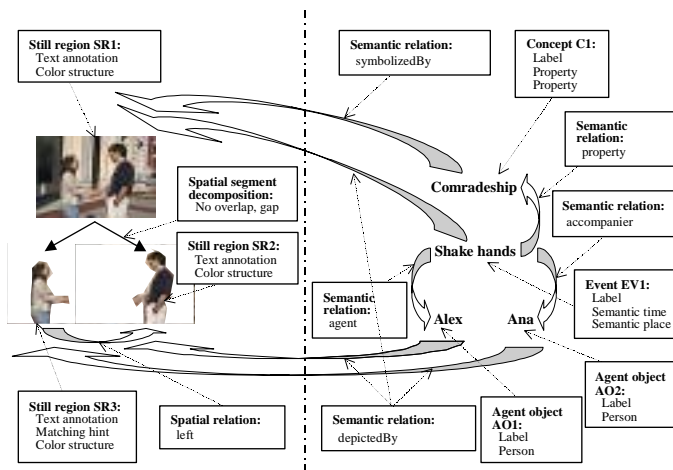 Still region SR1:
Text annotation
Color structure
Semantic relation:
symbolizedBy
Concept C1:
Label
Property
Property
Semantic
relation:
property
Spatial segment
decomposition:
No overlap, gap
Comradeship
Semantic relation:
accompanier
Still region SR2:
Text annotation
Color structure
Shake hands
Semantic
relation:
agent
Event EV1:
Label
Semantic time
Semantic place
Alex
Ana
Still region SR3:
Text annotation
Matching hint
Color structure
Spatial relation:
left
Semantic relation:
depictedBy
Agent object
AO1:
Label
Person
Agent object
AO2:
Label
Person